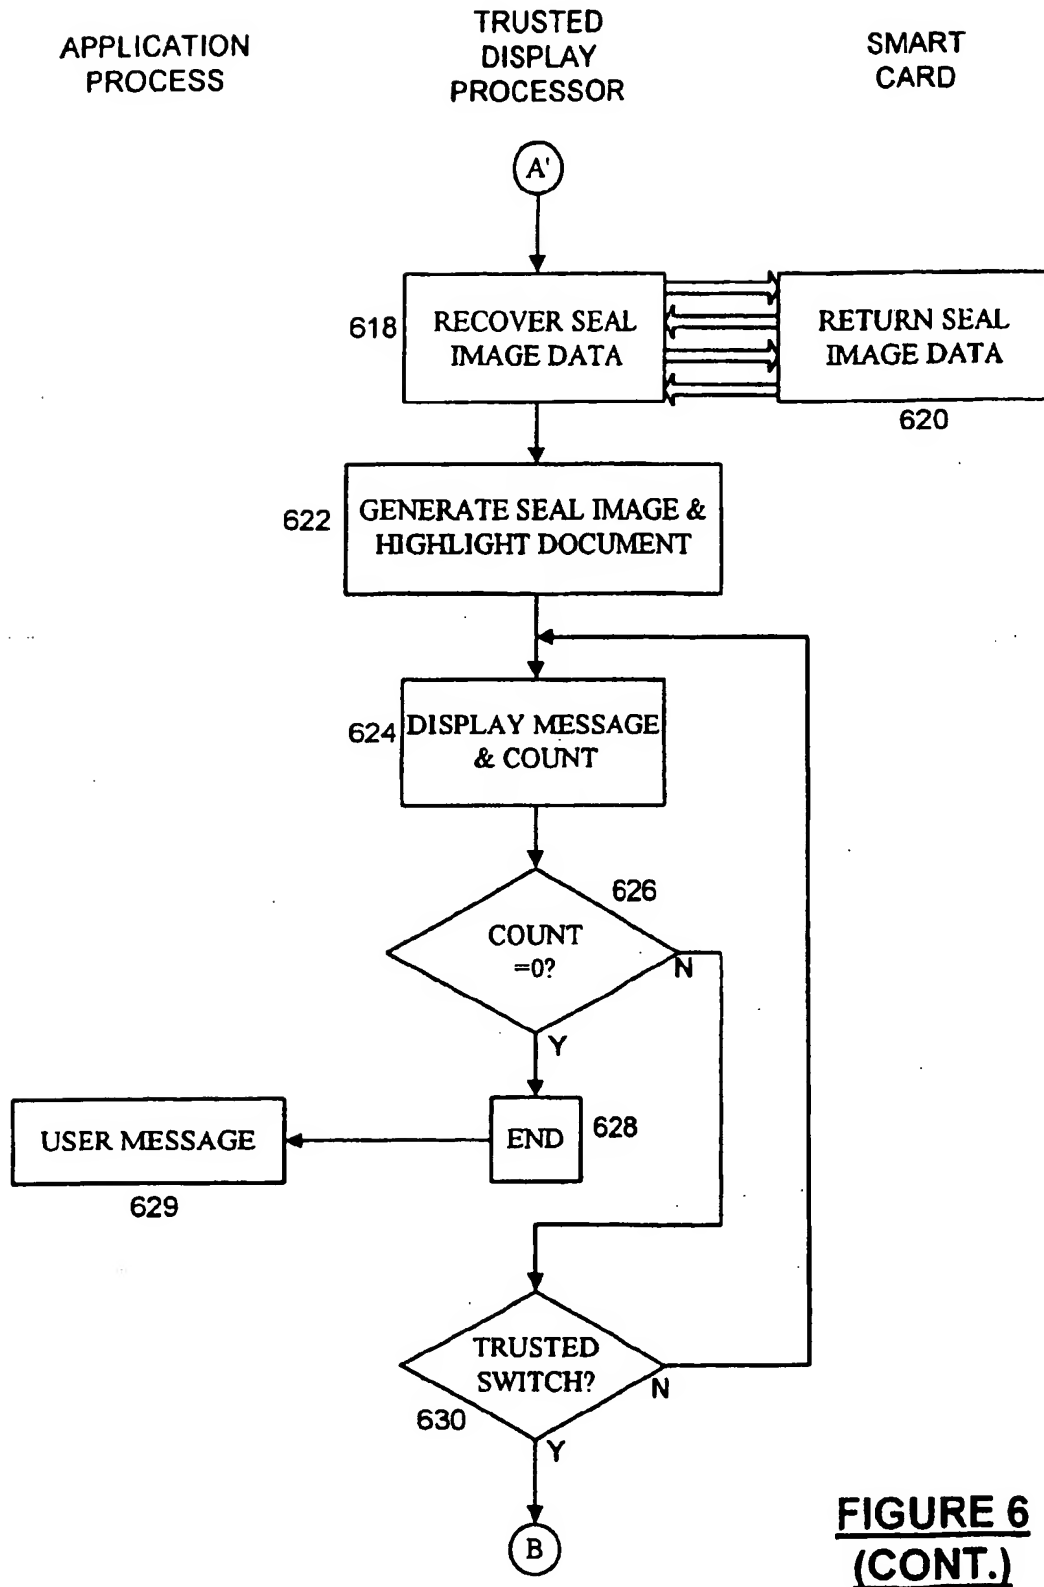 APPLICATION
PROCESS
TRUSTED
DISPLAY
PROCESSOR
SMART
CARD
A'
618
RECOVER SEAL
IMAGE DATA
RETURN SEAL
IMAGE DATA
620
622
GENERATE SEAL IMAGE &
HIGHLIGHT DOCUMENT
624
DISPLAY MESSAGE
& COUNT
626
COUNT
=0?
N
Y
USER MESSAGE
629
END
628
TRUSTED
SWITCH?
N
630
Y
B
FIGURE 6
(CONT.)